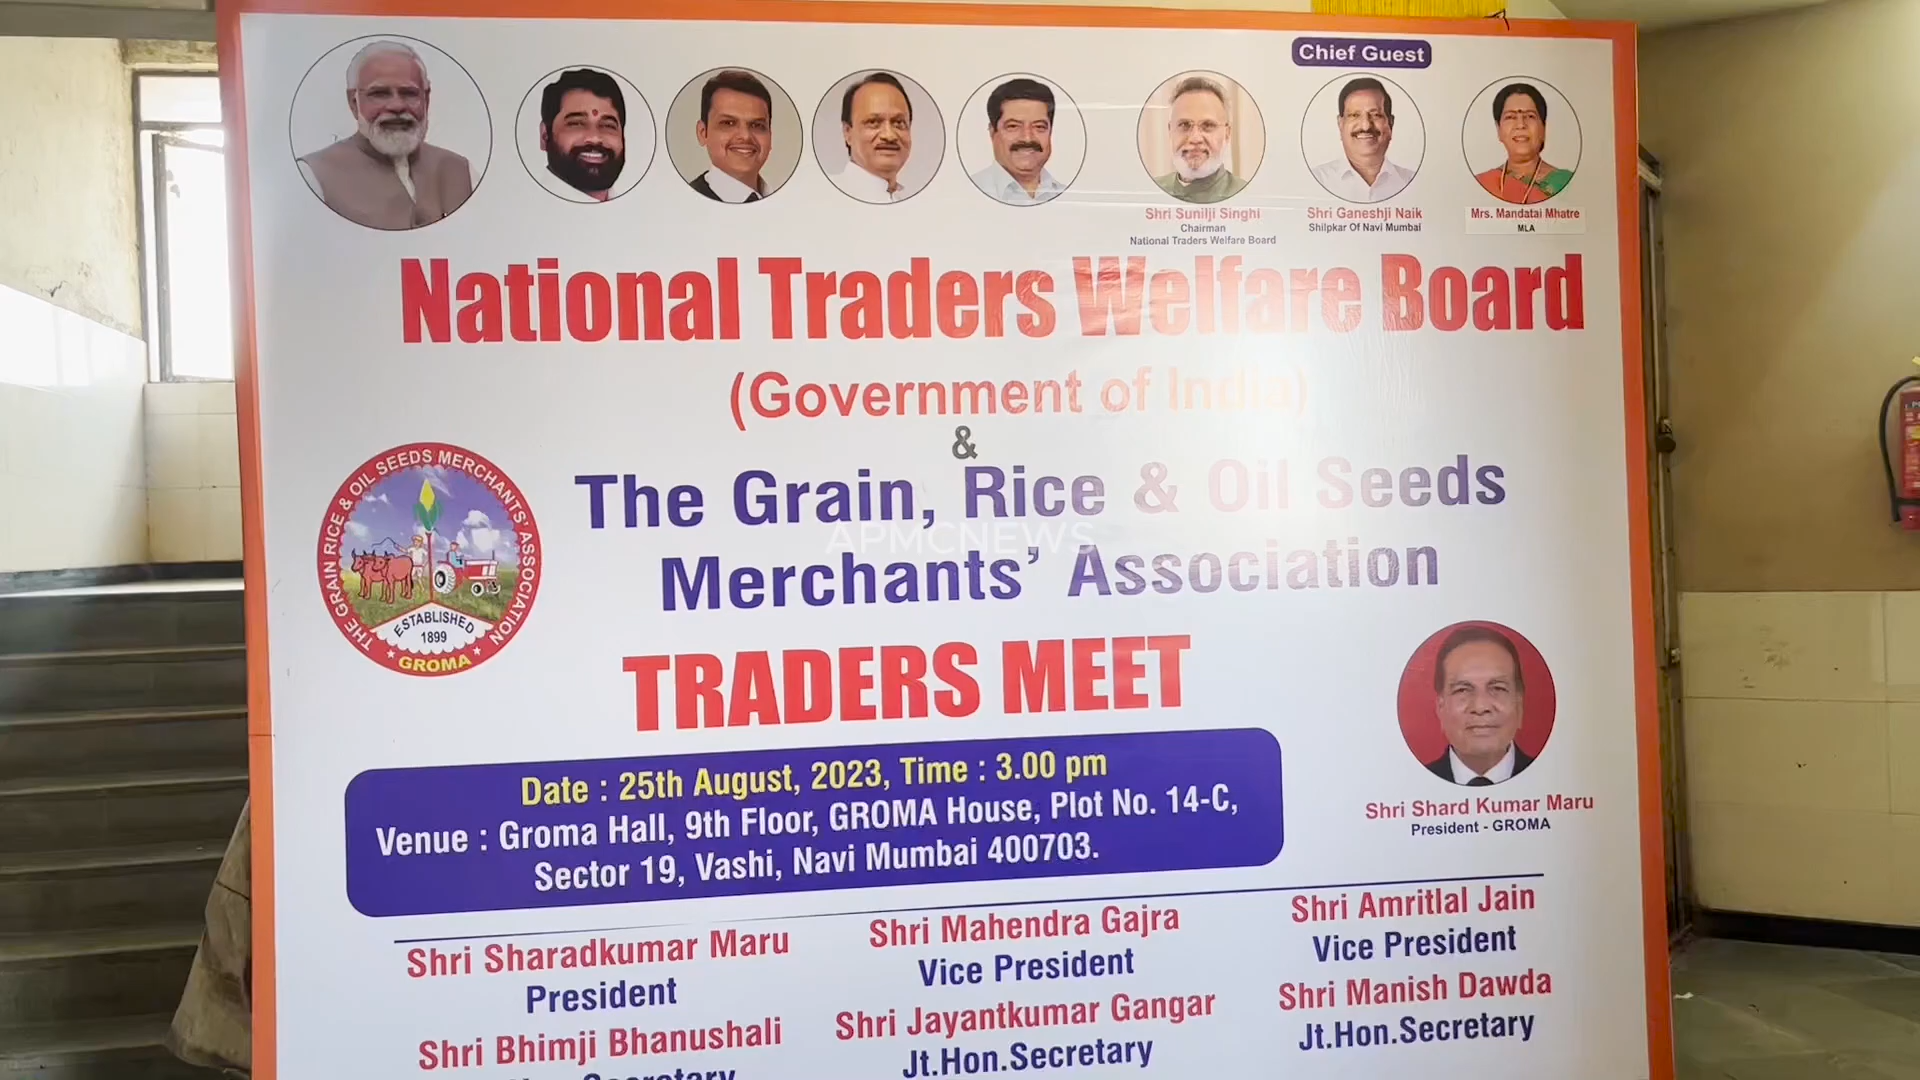 Chief Guest
Shri Sunilji Singhi
Chairman
National Traders Welfare Board
Shri Ganeshji Naik
Shilpkar Of Navi Mumbai
Mrs. Mandatai Mhatre
MLA
National Traders Welfare Board
(Government of India)
&
The Grain, Rice & Oil Seeds
Merchants' Association
APMCNEWS
THE GRAIN RICE & OIL SEEDS MERCHANTS' ASSOCIATION
ESTABLISHED
1899
GROMA
TRADERS MEET
Date : 25th August, 2023, Time : 3.00 pm
Venue : Groma Hall, 9th Floor, GROMA House, Plot No. 14-C,
Sector 19, Vashi, Navi Mumbai 400703.
Shri Shard Kumar Maru
President - GROMA
Shri Sharadkumar Maru
President
Shri Mahendra Gajra
Vice President
Shri Amritlal Jain
Vice President
Shri Bhimji Bhanushali
Secretary
Shri Jayantkumar Gangar
Jt.Hon.Secretary
Shri Manish Dawda
Jt.Hon.Secretary